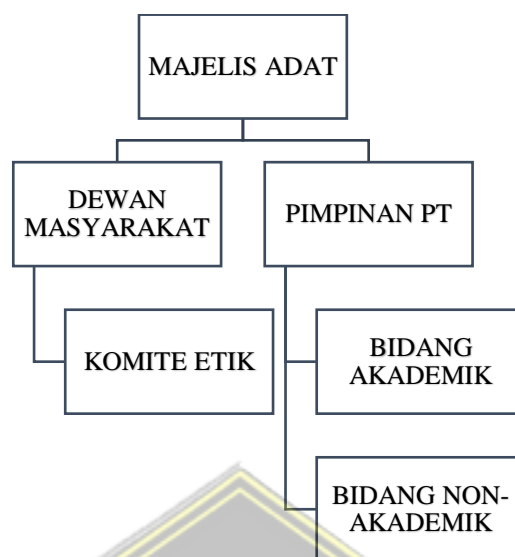 MAJELIS ADAT
DEWAN
MASYARAKAT
PIMPINAN PT
KOMITE ETIK
BIDANG
AKADEMIK
BIDANG NON-
AKADEMIK